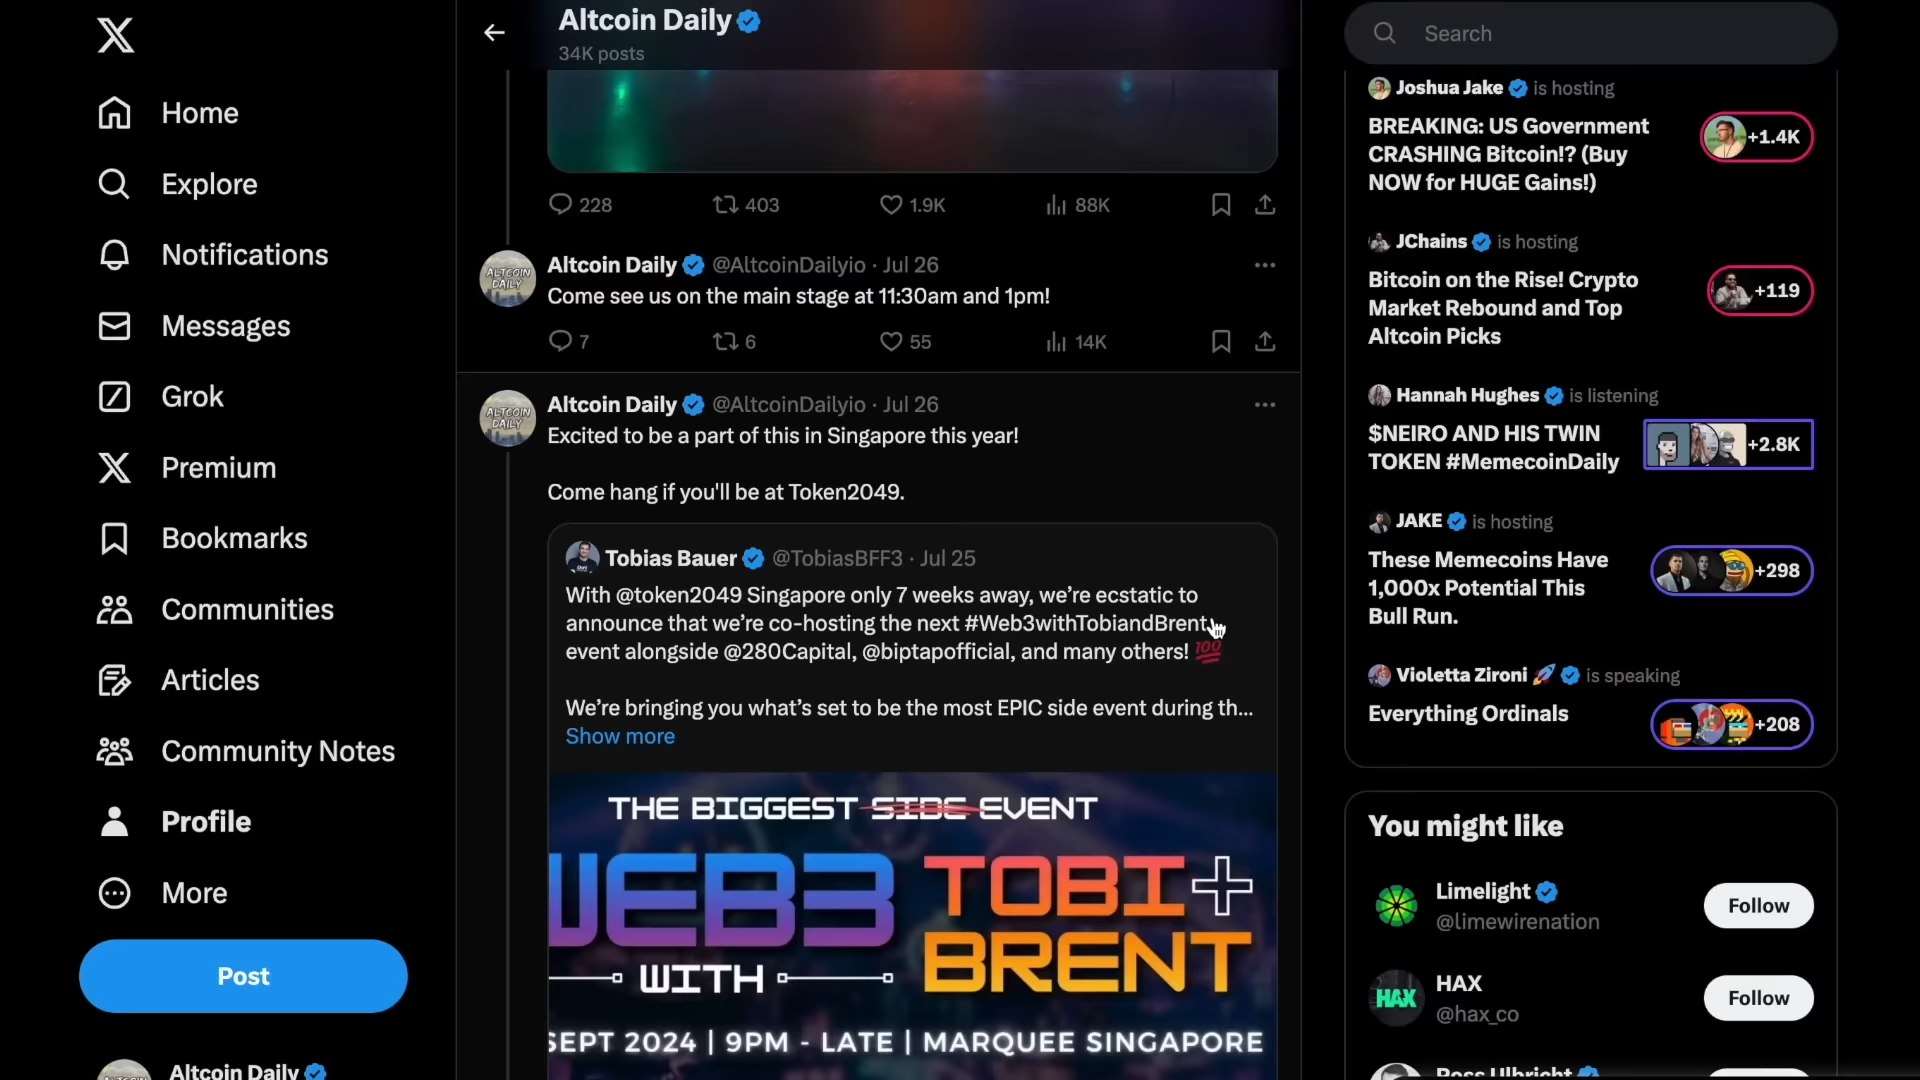 Home
Explore
Notifications
Messages
Grok
Premium
Bookmarks
Communities
Articles
Community Notes
Profile
More
Post
Altcoin Daily
Altcoin Daily
34K posts
228 403 1.9K 88K
Altcoin Daily @AltcoinDailyio · Jul 26
ALTCOIN
DAILY
Come see us on the main stage at 11:30am and 1pm!
7 6 55 14K
Altcoin Daily @AltcoinDailyio · Jul 26
ALTCOIN
DAILY
Excited to be a part of this in Singapore this year!
Come hang if you'll be at Token2049.
Tobias Bauer @TobiasBFF3 · Jul 25
With @token2049 Singapore only 7 weeks away, we’re ecstatic to
announce that we’re co-hosting the next #Web3withTobiandBrent
event alongside @280Capital, @biptapofficial, and many others! 💯
We’re bringing you what’s set to be the most EPIC side event during th...
Show more
THE BIGGEST SIDE EVENT
WEB3 TOBI+
WITH BRENT
SEPT 2024 | 9PM - LATE | MARQUEE SINGAPORE
Search
Joshua Jake is hosting
BREAKING: US Government
CRASHING Bitcoin!? (Buy
NOW for HUGE Gains!)
+1.4K
JChains is hosting
Bitcoin on the Rise! Crypto
Market Rebound and Top
Altcoin Picks
+119
Hannah Hughes is listening
$NEIRO AND HIS TWIN
TOKEN #MemecoinDaily
+2.8K
JAKE is hosting
These Memecoins Have
1,000x Potential This
Bull Run.
+298
Violetta Zironi 🚀 is speaking
Everything Ordinals
+208
You might like
Limelight
@limewirenation
Follow
HAX
HAX
@hax_co
Follow
Ross Ulbricht